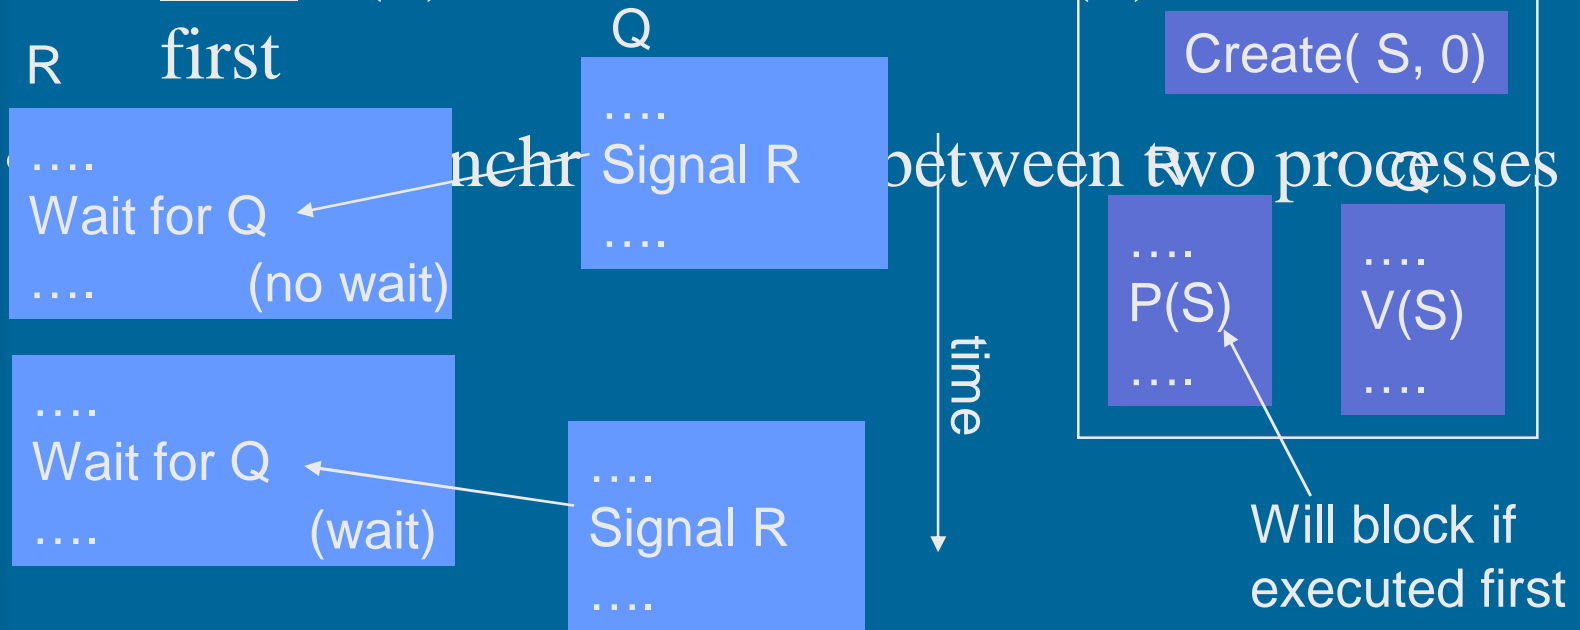 first
R
Q
Create( S, 0)
….
Wait for Q
…. (no wait)
….
Signal R
….
between two processes
R
Q
….
P(S)
….
….
V(S)
….
time
….
Wait for Q
…. (wait)
….
Signal R
….
Will block if
executed first